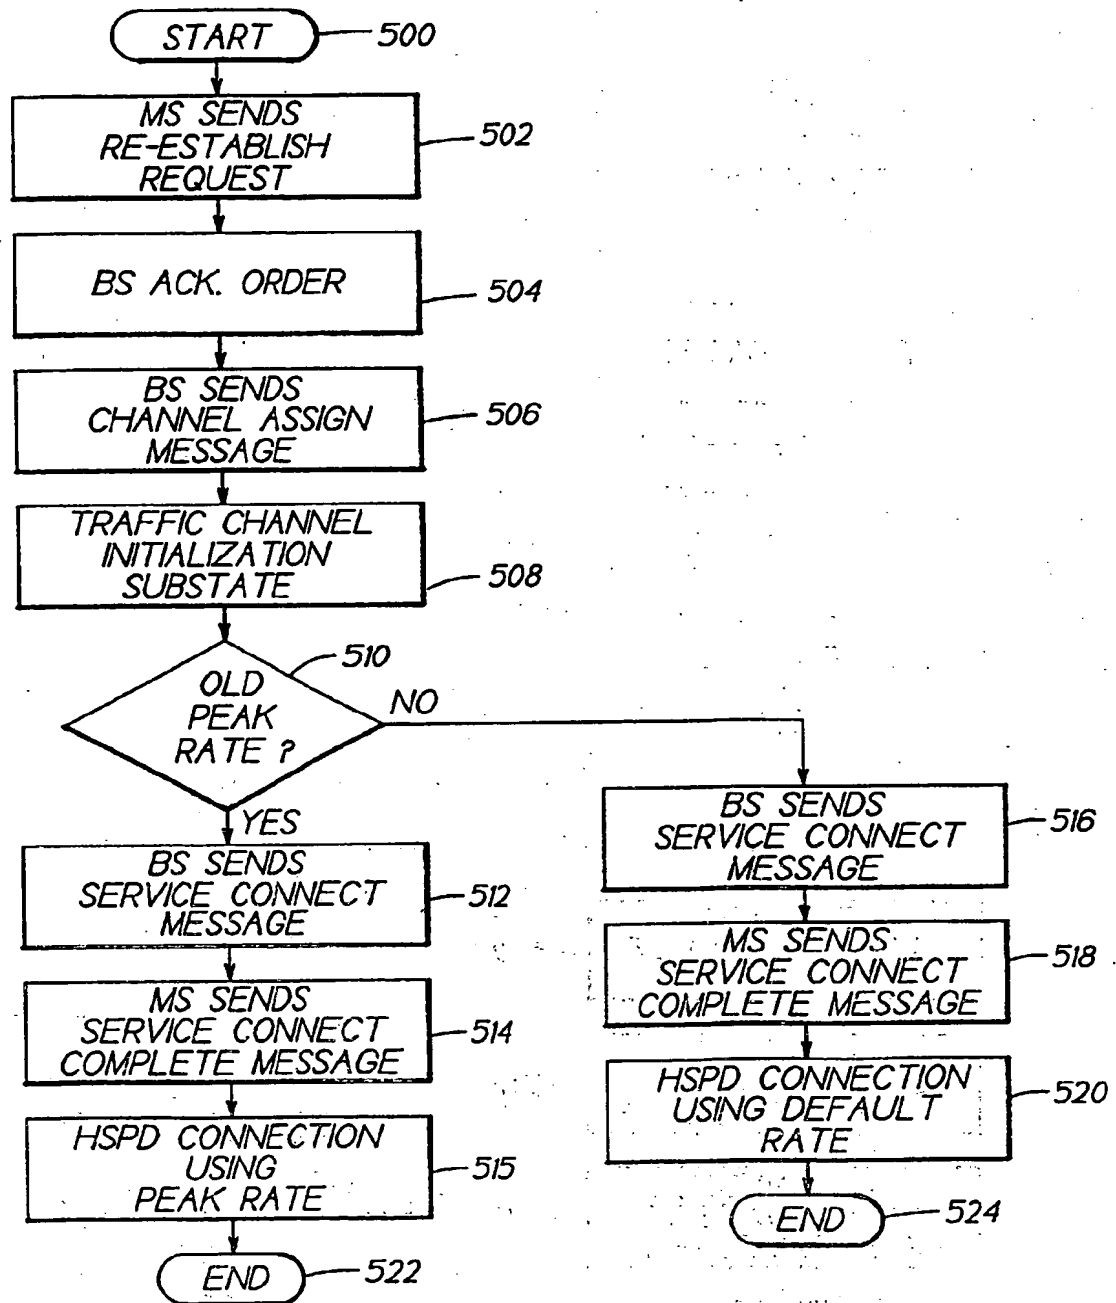 START
500
MS SENDS
RE-ESTABLISH
REQUEST
502
BS ACK. ORDER
504
BS SENDS
CHANNEL ASSIGN
MESSAGE
506
TRAFFIC CHANNEL
INITIALIZATION
SUBSTATE
508
510
OLD
PEAK
RATE ?
NO
YES
BS SENDS
SERVICE CONNECT
MESSAGE
512
MS SENDS
SERVICE CONNECT
COMPLETE MESSAGE
514
HSPD CONNECTION
USING
PEAK RATE
515
END
522
BS SENDS
SERVICE CONNECT
MESSAGE
516
MS SENDS
SERVICE CONNECT
COMPLETE MESSAGE
518
HSPD CONNECTION
USING DEFAULT
RATE
520
END
524